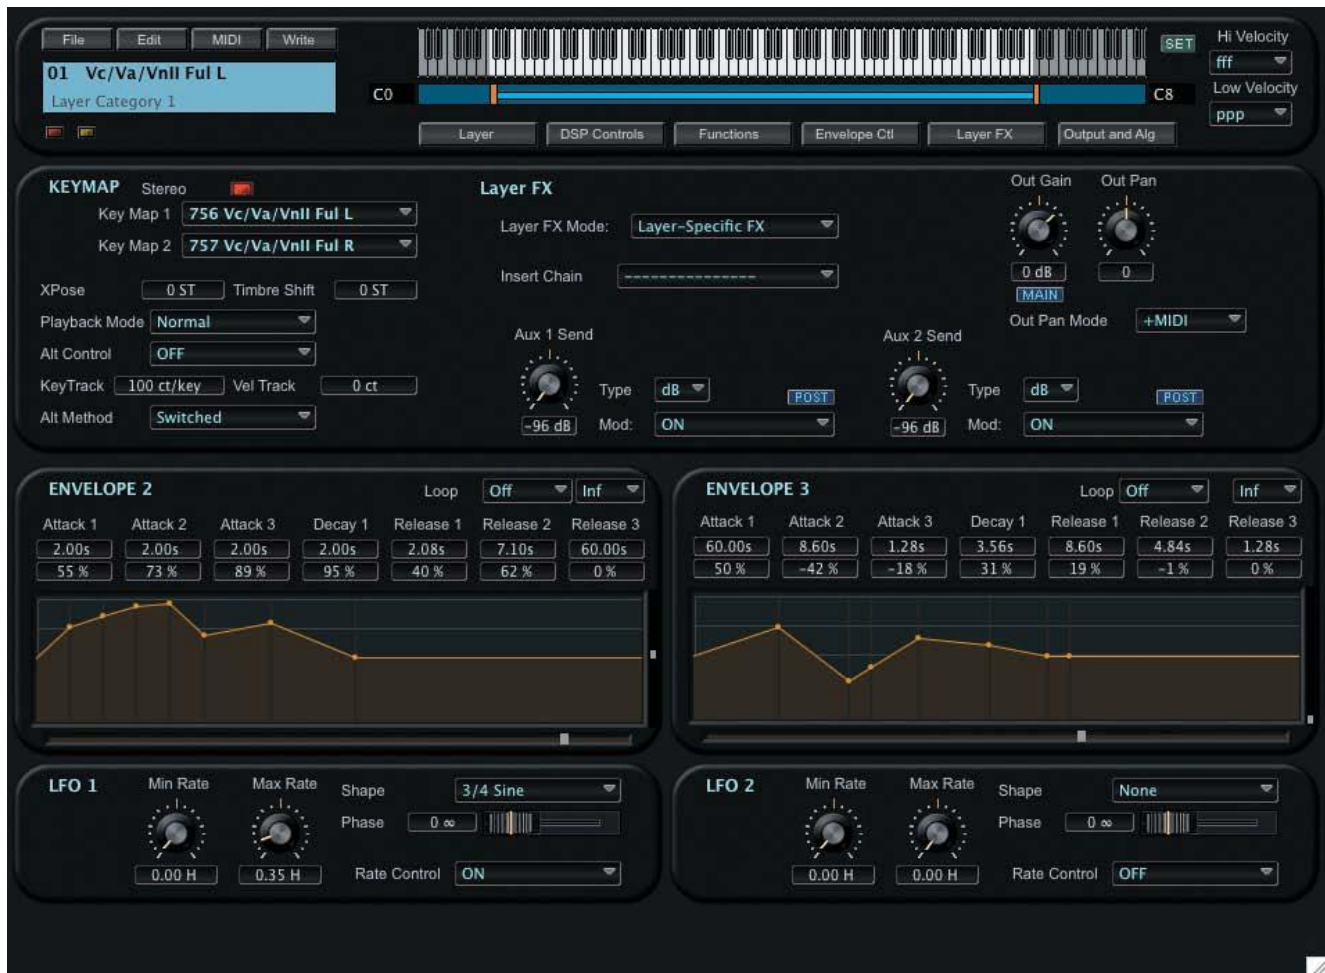 File Edit MIDI Write
01 Vc/Va/VnII Ful L
Layer Category 1
C0 C8
SET
Hi Velocity
fff
Low Velocity
ppp
Layer DSP Controls Functions Envelope Ctl Layer FX Output and Alg
KEYMAP Stereo
Key Map 1 756 Vc/Va/VnII Ful L
Key Map 2 757 Vc/Va/VnII Ful R
XPose 0 ST Timbre Shift 0 ST
Playback Mode Normal
Alt Control OFF
KeyTrack 100 ct/key Vel Track 0 ct
Alt Method Switched
Layer FX
Layer FX Mode: Layer-Specific FX
Insert Chain ---------------
Out Gain Out Pan
0 dB 0
MAIN
Out Pan Mode +MIDI
Aux 1 Send
Type dB POST
-96 dB Mod: ON
Aux 2 Send
Type dB POST
-96 dB Mod: ON
ENVELOPE 2 Loop Off Inf
Attack 1 Attack 2 Attack 3 Decay 1 Release 1 Release 2 Release 3
2.00s 2.00s 2.00s 2.00s 2.08s 7.10s 60.00s
55 % 73 % 89 % 95 % 40 % 62 % 0 %
ENVELOPE 3 Loop Off Inf
Attack 1 Attack 2 Attack 3 Decay 1 Release 1 Release 2 Release 3
60.00s 8.60s 1.28s 3.56s 8.60s 4.84s 1.28s
50 % -42 % -18 % 31 % 19 % -1 % 0 %
LFO 1 Min Rate Max Rate Shape 3/4 Sine
Phase 0 ∞
0.00 H 0.35 H Rate Control ON
LFO 2 Min Rate Max Rate Shape None
Phase 0 ∞
0.00 H 0.00 H Rate Control OFF